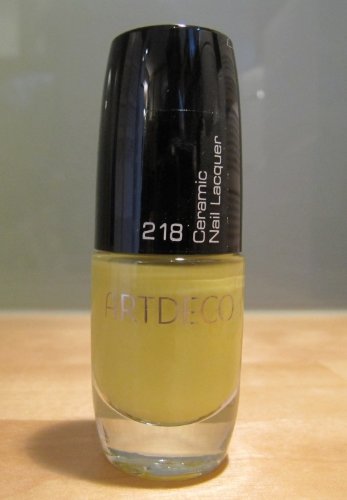 218
Ceramic
Nail Lacquer
ARTDECO